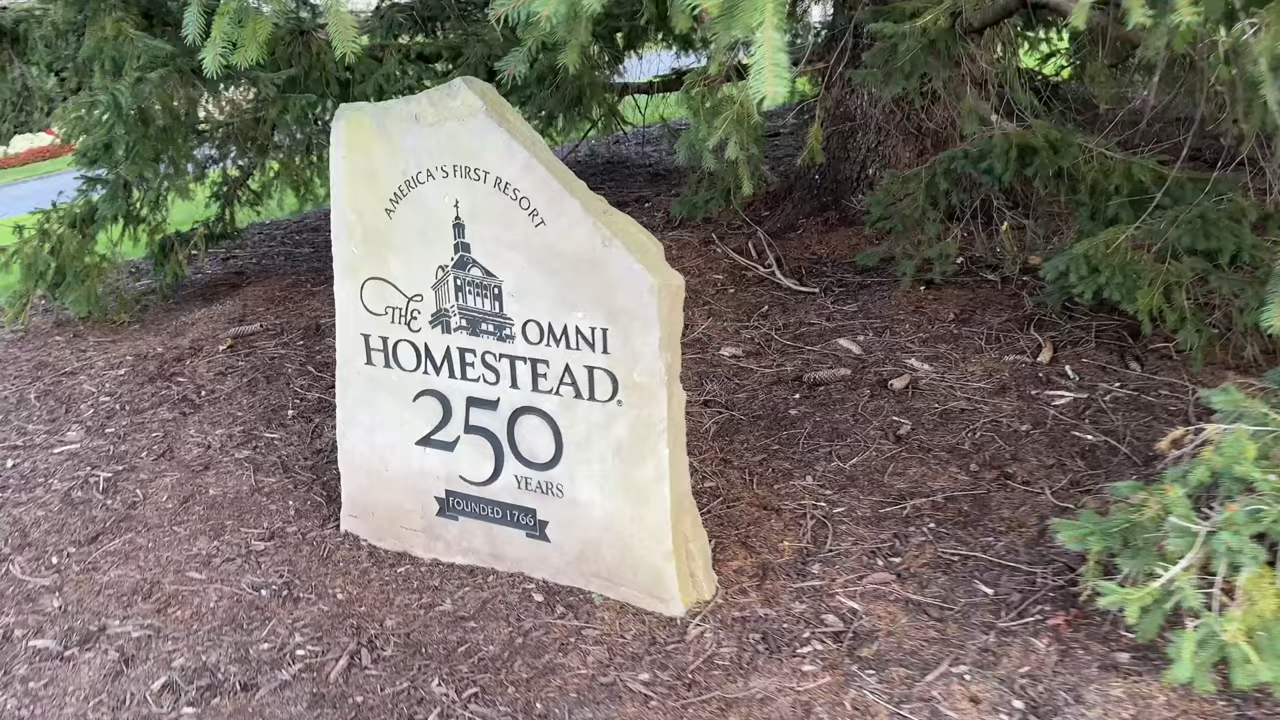 AMERICA'S FIRST RESORT
THE OMNI
HOMESTEAD®
250
YEARS
FOUNDED 1766